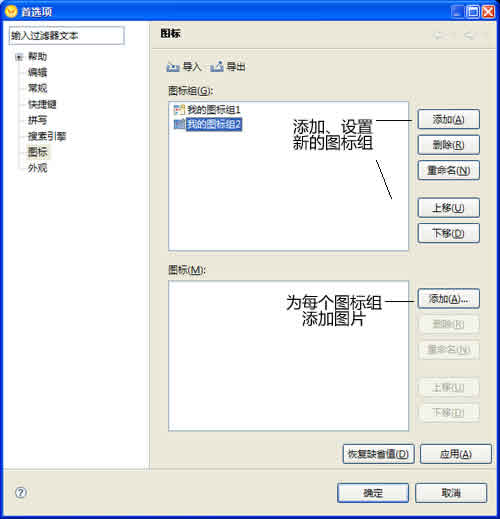 首选项
输入过滤器文本
帮助
编辑
常规
快捷键
拼写
搜索引擎
图标
外观
图标
导入 导出
图标组(G):
我的图标组1
我的图标组2
添加、设置
新的图标组
添加(A)
删除(R)
重命名(N)
上移(U)
下移(D)
图标(M):
为每个图标组
添加图片
添加(A)...
删除(R)
重命名(N)
上移(U)
下移(D)
恢复缺省值(D) 应用(A)
? 确定 取消